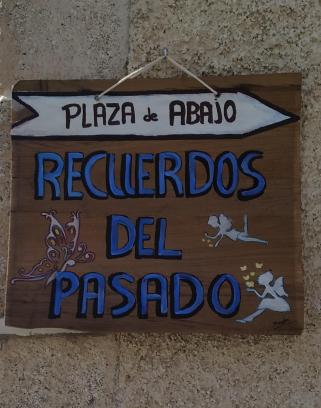 PLAZA de ABAJO
RECUERDOS
DEL
PASADO